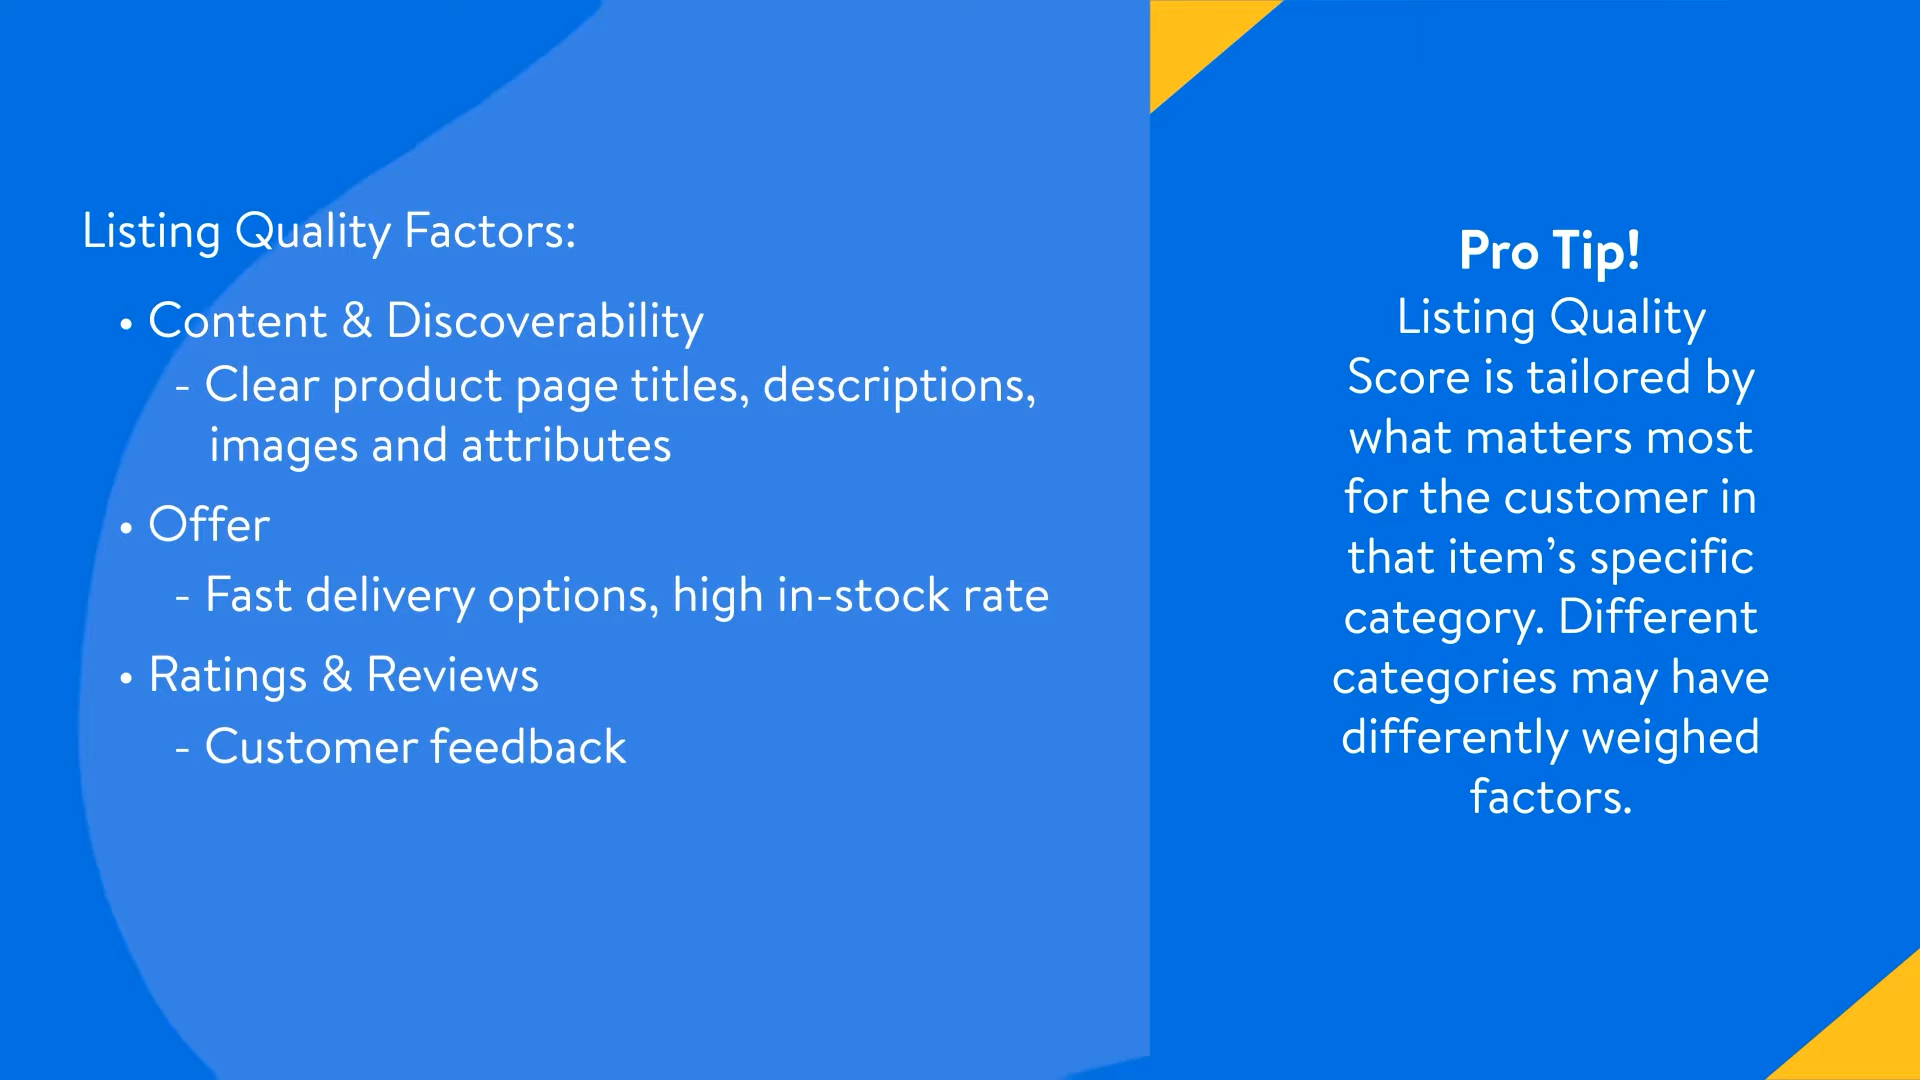 Listing Quality Factors:
• Content & Discoverability
- Clear product page titles, descriptions,
images and attributes
• Offer
- Fast delivery options, high in-stock rate
• Ratings & Reviews
- Customer feedback
Pro Tip!
Listing Quality
Score is tailored by
what matters most
for the customer in
that item’s specific
category. Different
categories may have
differently weighed
factors.